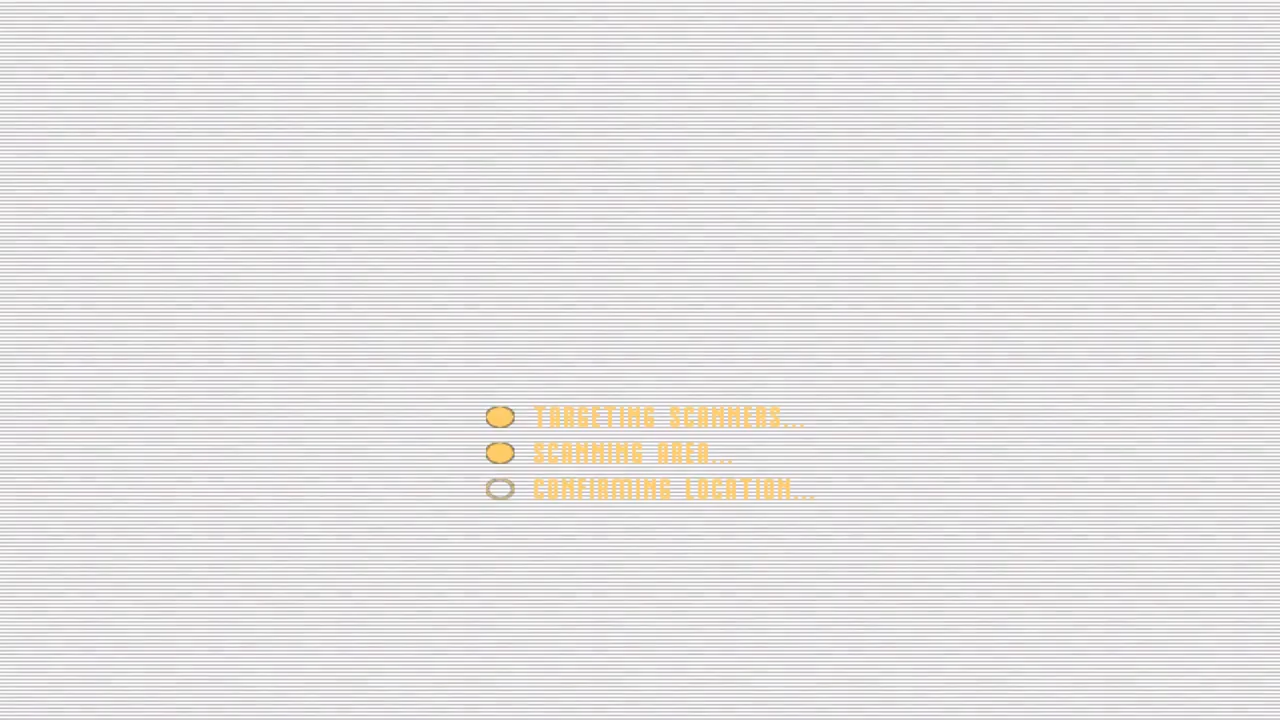 TARGETING SCANNERS...
SCANNING AREA...
CONFIRMING LOCATION...